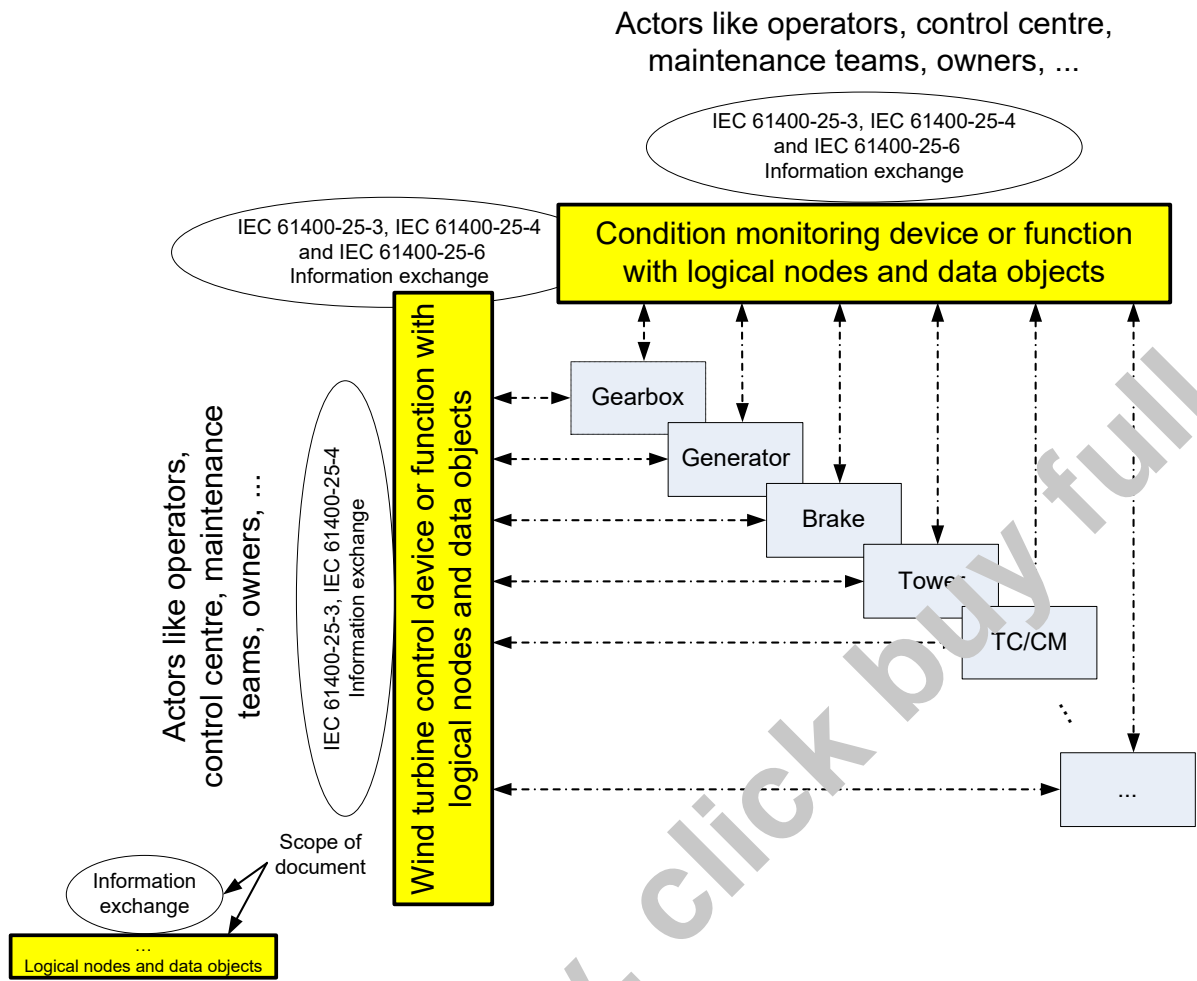 Actors like operators, control centre,
maintenance teams, owners, ...
IEC 61400-25-3, IEC 61400-25-4
and IEC 61400-25-6
Information exchange
IEC 61400-25-3, IEC 61400-25-4
and IEC 61400-25-6
Information exchange
Condition monitoring device or function
with logical nodes and data objects
Actors like operators,
control centre, maintenance
teams, owners, ...
IEC 61400-25-3, IEC 61400-25-4
Information exchange
Wind turbine control device or function with
logical nodes and data objects
Gearbox
Generator
Brake
Tower
TC/CM
...
...
Scope of
document
Information
exchange
...
Logical nodes and data objects
click buy full